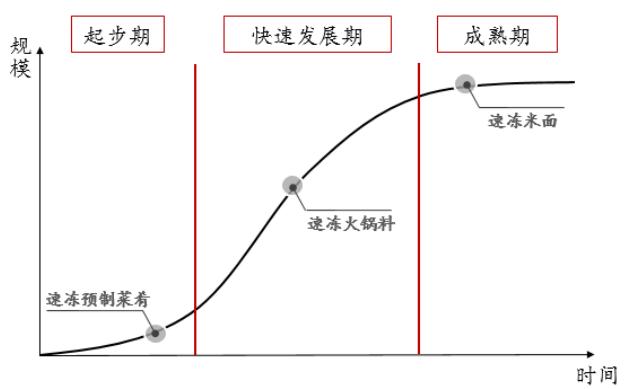 起步期
快速发展期
成熟期
规模
速冻米面
速冻火锅料
速冻预制菜肴
时间